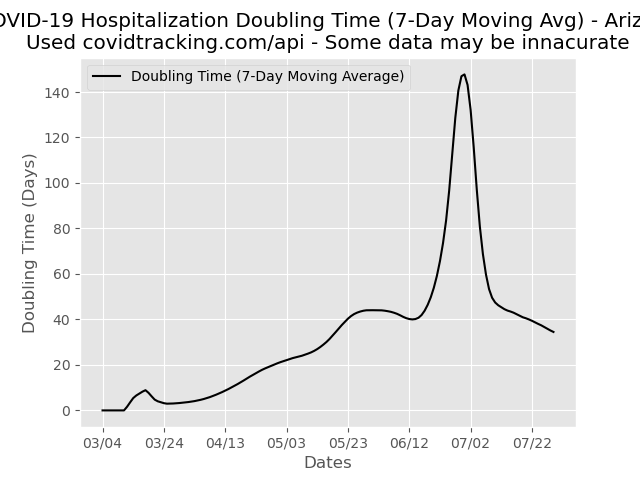 OVID-19 Hospitalization Doubling Time (7-Day Moving Avg) - Ariz
Used covidtracking.com/api - Some data may be innacurate
Doubling Time (7-Day Moving Average)
140
120
100
80
60
40
20
0
Doubling Time (Days)
03/04 03/24 04/13 05/03 05/23 06/12 07/02 07/22
Dates